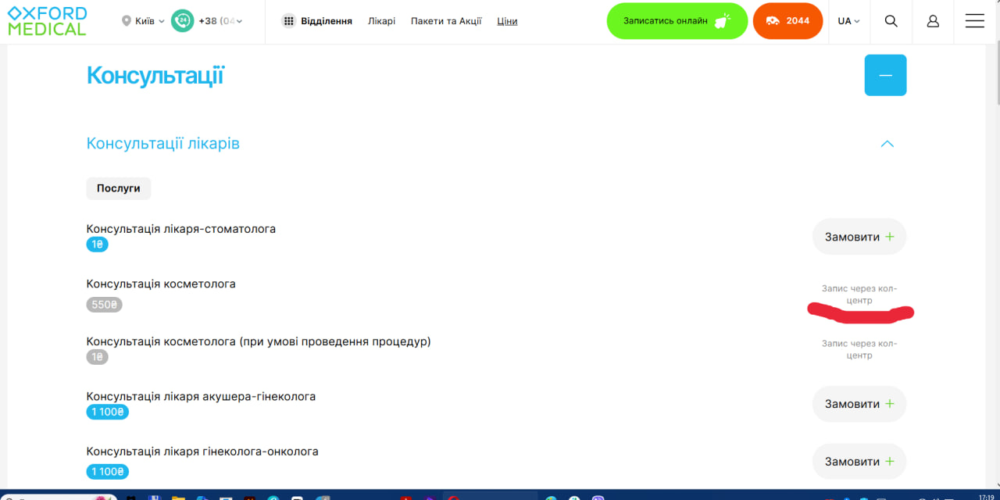 OXFORD MEDICAL
Київ
24
+38 (04
Відділення
Лікарі
Пакети та Акції
Ціни
Записатись онлайн
2044
UA
Консультації
Консультації лікарів
Послуги
Консультація лікаря-стоматолога
1₴
Замовити +
Консультація косметолога
550₴
Запис через кол-
центр
Консультація косметолога (при умові проведення процедур)
1₴
Запис через кол-
центр
Консультація лікаря акушера-гінеколога
1 100₴
Замовити +
Консультація лікаря гінеколога-онколога
1 100₴
Замовити +
17:19